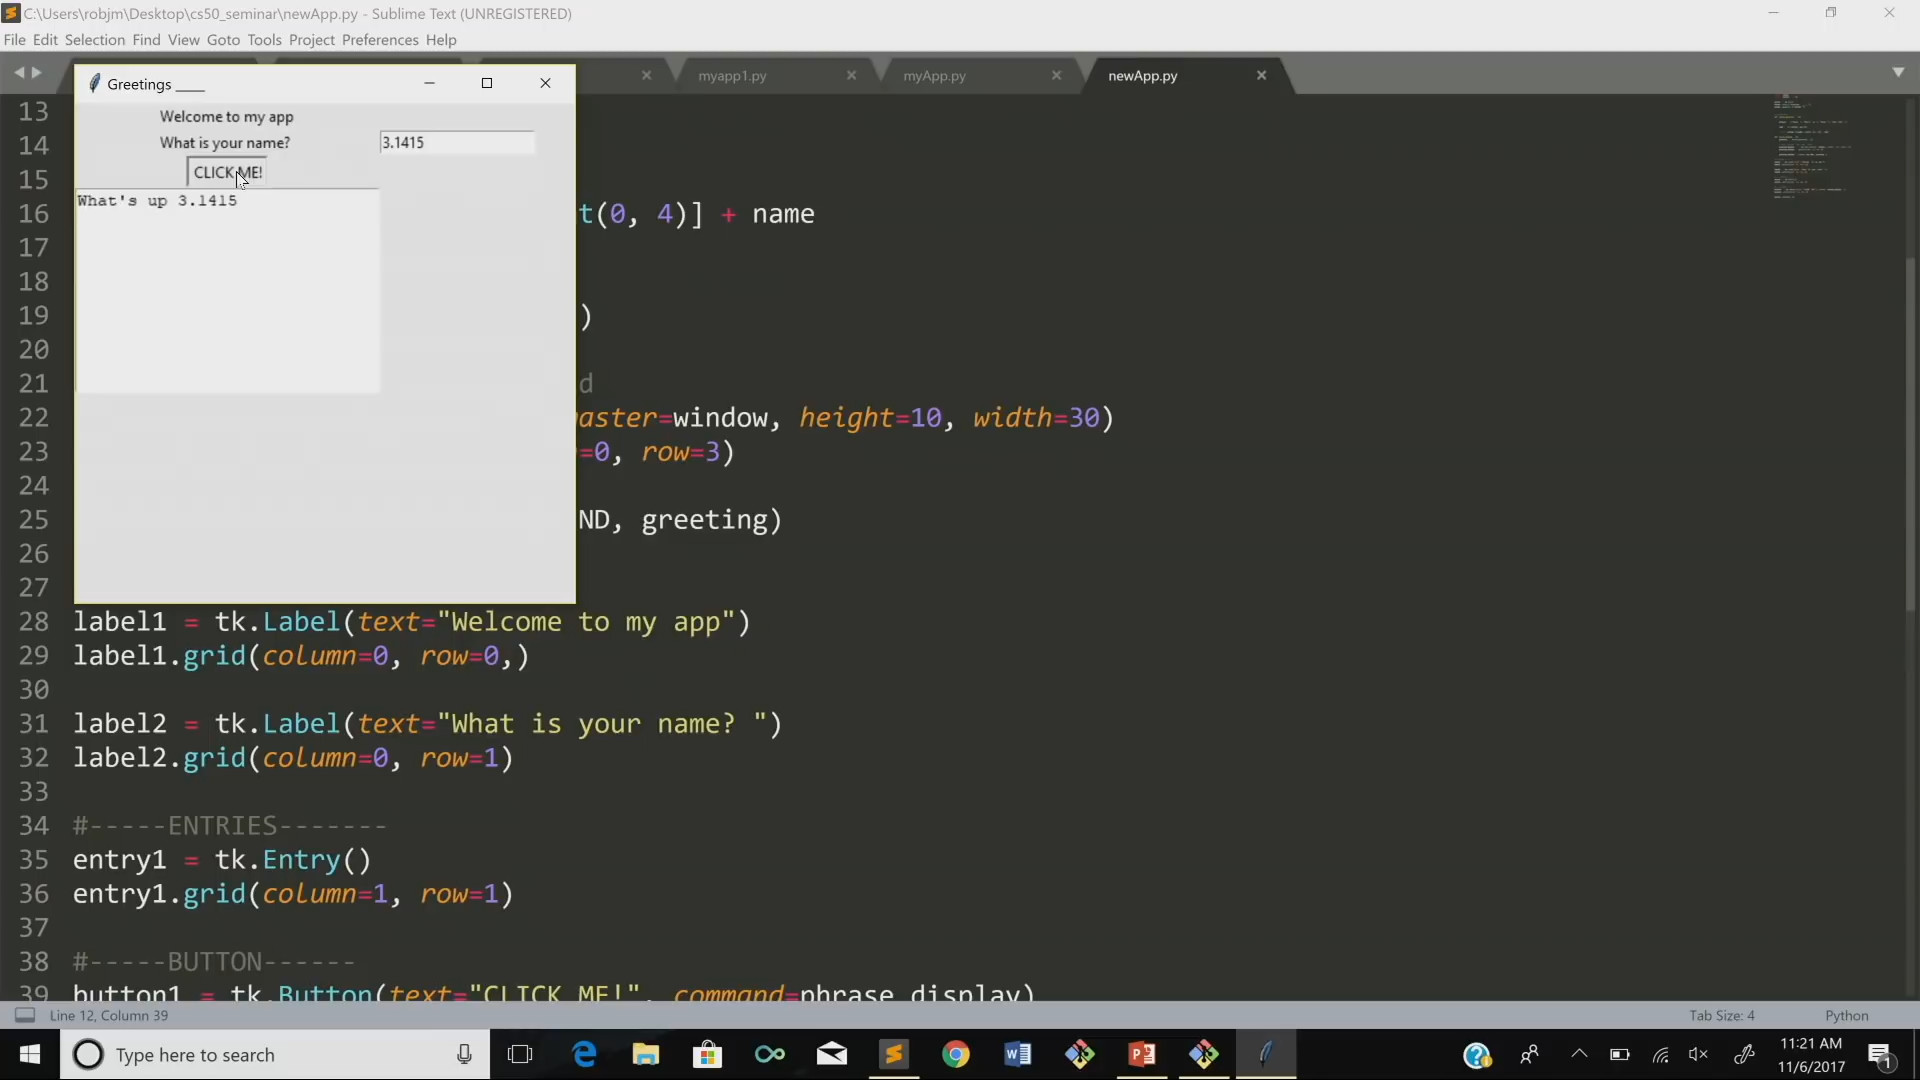 C:\Users\robjm\Desktop\cs50_seminar\newApp.py - Sublime Text (UNREGISTERED)
File Edit Selection Find View Goto Tools Project Preferences Help
myapp1.py
myApp.py
newApp.py
Greetings ____
Welcome to my app
What is your name?
3.1415
CLICK ME!
What's up 3.1415
13
14
15
16 t(0, 4)] + name
17
18
19 )
20
21 d
22 aster=window, height=10, width=30)
23 =0, row=3)
24
25 ND, greeting)
26
27
28 label1 = tk.Label(text="Welcome to my app")
29 label1.grid(column=0, row=0,)
30
31 label2 = tk.Label(text="What is your name? ")
32 label2.grid(column=0, row=1)
33
34 #-----ENTRIES-------
35 entry1 = tk.Entry()
36 entry1.grid(column=1, row=1)
37
38 #-----BUTTON------
39 button1 = tk.Button(text="CLICK ME!", command=phrase_display)
Line 12, Column 39
Tab Size: 4
Python
Type here to search
11:21 AM
11/6/2017
1